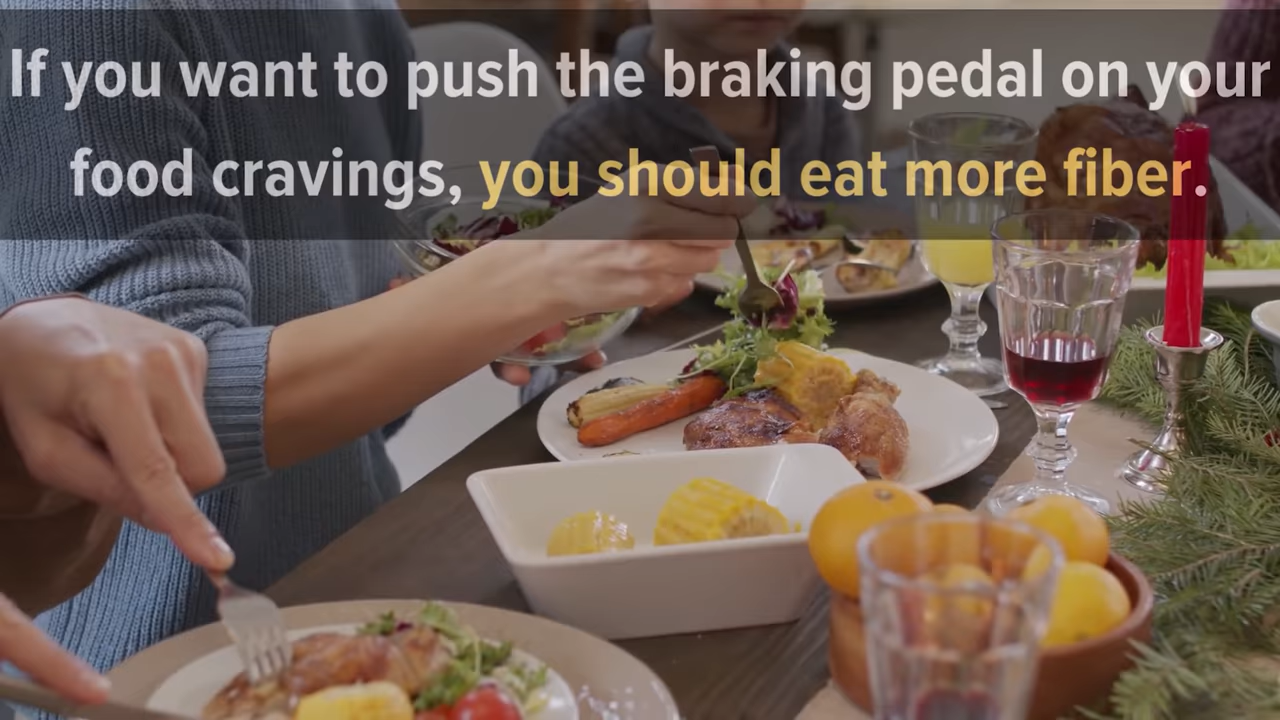 If you want to push the braking pedal on your
food cravings, you should eat more fiber.